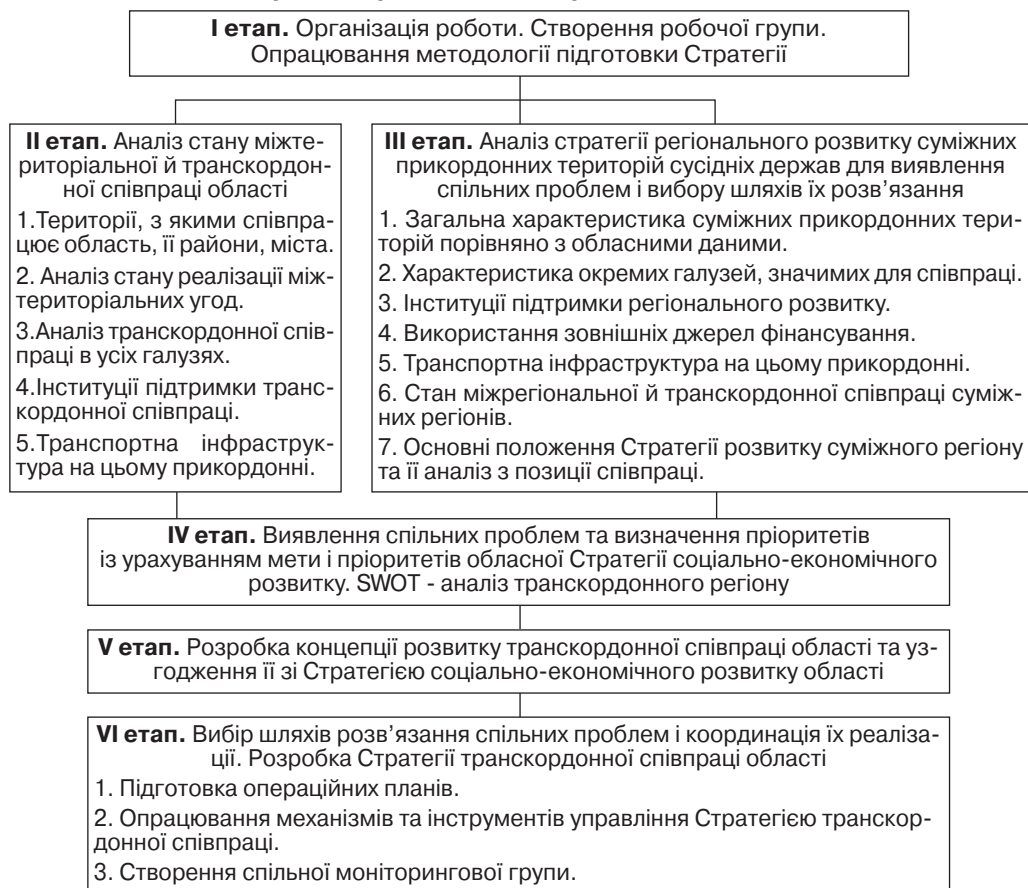 I етап. Організація роботи. Створення робочої групи.
Опрацювання методології підготовки Стратегії
II етап. Аналіз стану міжте-
риторіальної й транскордон-
ної співпраці області
1.Території, з якими співпра-
цює область, її райони, міста.
2. Аналіз стану реалізації між-
територіальних угод.
3.Аналіз транскордонної спів-
праці в усіх галузях.
4.Інституції підтримки транс-
кордонної співпраці.
5.Транспортна інфраструк-
тура на цьому прикордонні.
III етап. Аналіз стратегії регіонального розвитку суміжних
прикордонних територій сусідніх держав для виявлення
спільних проблем і вибору шляхів їх розв’язання
1. Загальна характеристика суміжних прикордонних тери-
торій порівняно з обласними даними.
2. Характеристика окремих галузей, значимих для співпраці.
3. Інституції підтримки регіонального розвитку.
4. Використання зовнішніх джерел фінансування.
5. Транспортна інфраструктура на цьому прикордонні.
6. Стан міжрегіональної й транскордонної співпраці суміж-
них регіонів.
7. Основні положення Стратегії розвитку суміжного регіону
та її аналіз з позиції співпраці.
IV етап. Виявлення спільних проблем та визначення пріоритетів
із урахуванням мети і пріоритетів обласної Стратегії соціально-економічного
розвитку. SWOT - аналіз транскордонного регіону
V етап. Розробка концепції розвитку транскордонної співпраці області та уз-
годження її зі Стратегією соціально-економічного розвитку області
VI етап. Вибір шляхів розв’язання спільних проблем і координація їх реаліза-
ції. Розробка Стратегії транскордонної співпраці області
1. Підготовка операційних планів.
2. Опрацювання механізмів та інструментів управління Стратегією транскор-
донної співпраці.
3. Створення спільної моніторингової групи.